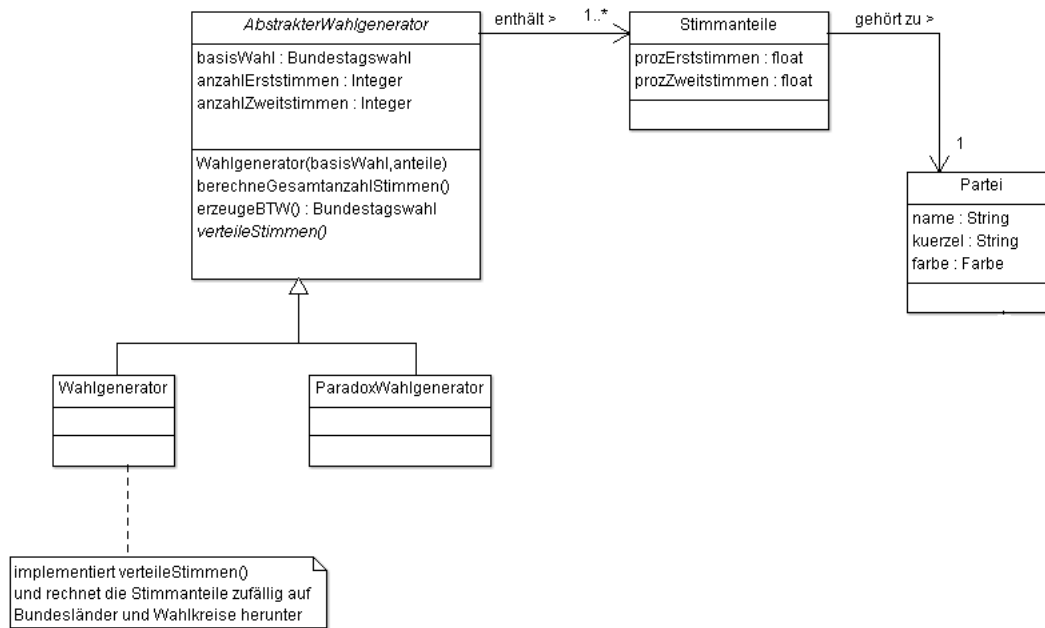 AbstrakterWahlgenerator
basisWahl : Bundestagswahl
anzahlErststimmen : Integer
anzahlZweitstimmen : Integer
Wahlgenerator(basisWahl,anteile)
berechneGesamtanzahlStimmen()
erzeugeBTW() : Bundestagswahl
verteileStimmen()
enthält >
1..*
Stimmanteile
prozErststimmen : float
prozZweitstimmen : float
gehört zu >
1
Partei
name : String
kuerzel : String
farbe : Farbe
Wahlgenerator
ParadoxWahlgenerator
implementiert verteileStimmen()
und rechnet die Stimmanteile zufällig auf
Bundesländer und Wahlkreise herunter